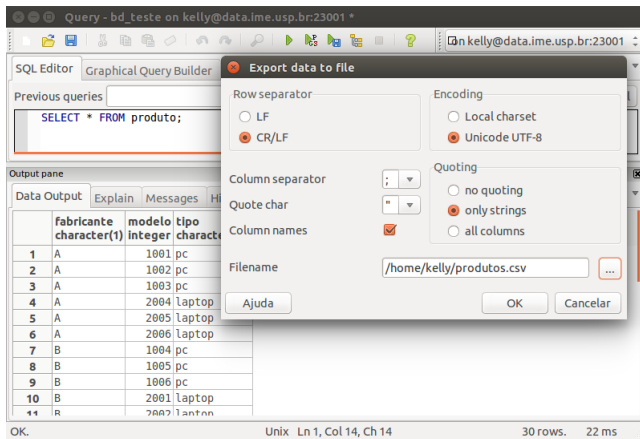 Query - bd_teste on kelly@data.ime.usp.br:23001 *
on kelly@data.ime.usp.br:23001
SQL Editor Graphical Query Builder
Previous queries
SELECT * FROM produto;
Output pane
Data Output Explain Messages Hi
fabricante character(1) modelo integer tipo characte
1 A 1001 pc
2 A 1002 pc
3 A 1003 pc
4 A 2004 laptop
5 A 2005 laptop
6 A 2006 laptop
7 B 1004 pc
8 B 1005 pc
9 B 1006 pc
10 B 2001 laptop
11 B 2002 laptop
Export data to file
Row separator
LF
CR/LF
Encoding
Local charset
Unicode UTF-8
Column separator ;
Quote char "
Column names
Quoting
no quoting
only strings
all columns
Filename /home/kelly/produtos.csv ...
Ajuda OK Cancelar
OK. Unix Ln 1, Col 14, Ch 14 30 rows. 22 ms